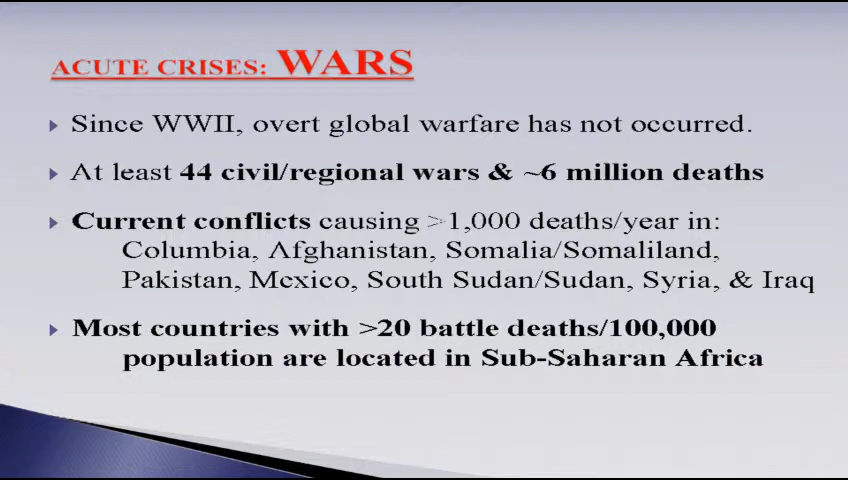 ACUTE CRISES: WARS
Since WWII, overt global warfare has not occurred.
At least 44 civil/regional wars & ~6 million deaths
Current conflicts causing >1,000 deaths/year in:
Columbia, Afghanistan, Somalia/Somaliland,
Pakistan, Mexico, South Sudan/Sudan, Syria, & Iraq
Most countries with >20 battle deaths/100,000
population are located in Sub-Saharan Africa